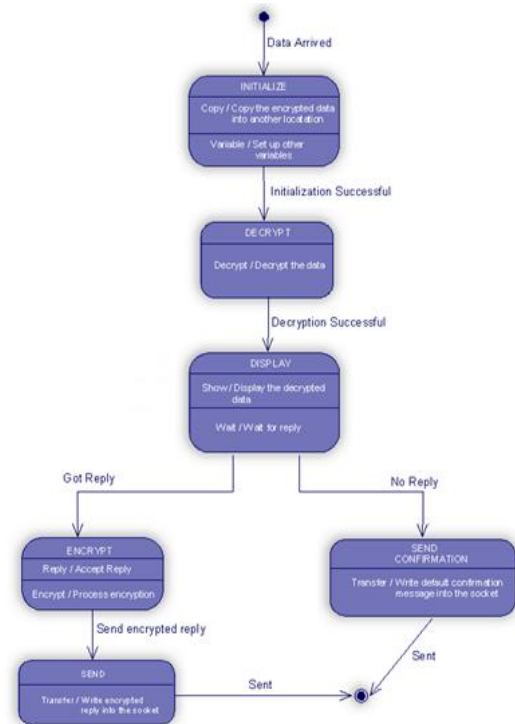 Data Arrived
INITIALIZE
Copy / Copy the encrypted data
into another locatation
Variable / Set up other
variables
Initialization Successful
DECRYPT
Decrypt / Decrypt the data
Decryption Successful
DISPLAY
Show / Display the decrypted
data
Wait / Wait for reply
Got Reply
No Reply
ENCRYPT
Reply / Accept Reply
Encrypt / Process encryption
SEND
CONFIRMATION
Transfer / Write default confirmation
message into the socket
Send encrypted reply
Sent
SEND
Transfer / Write encrypted
reply into the socket
Sent